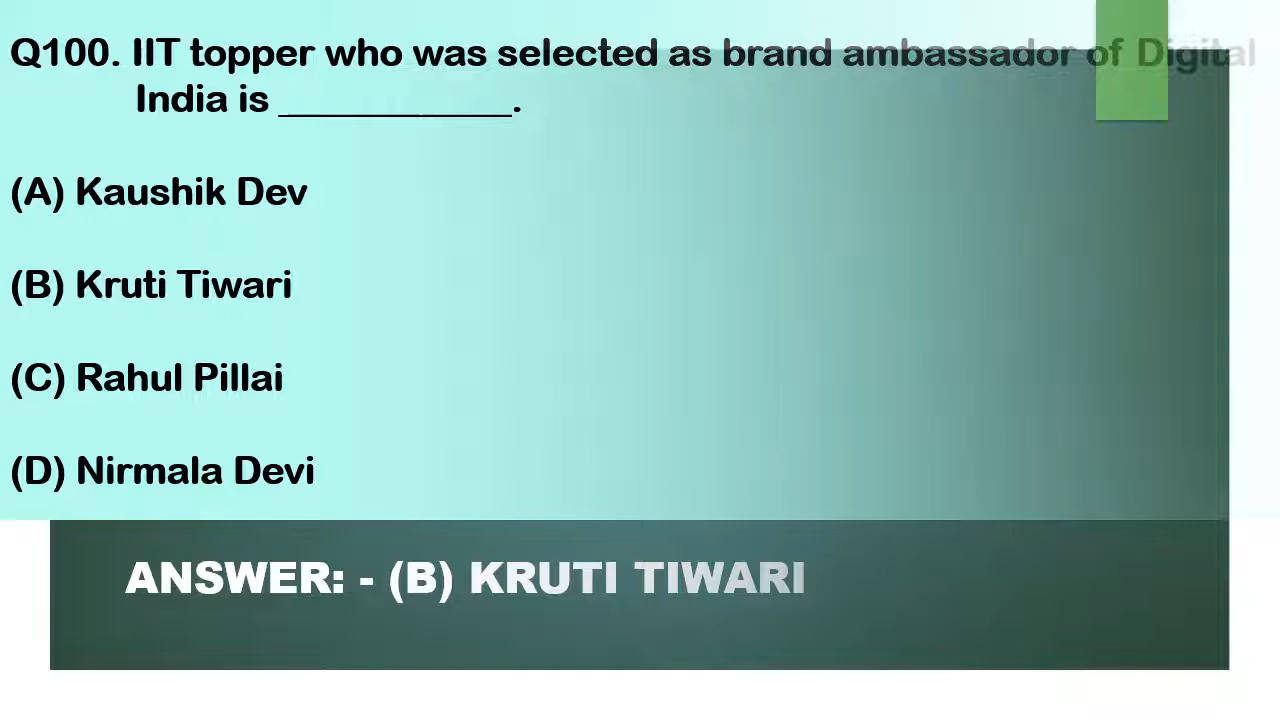 Q100. IIT topper who was selected as brand ambassador of Digital
India is ____________.
(A) Kaushik Dev
(B) Kruti Tiwari
(C) Rahul Pillai
(D) Nirmala Devi
ANSWER: - (B) KRUTI TIWARI